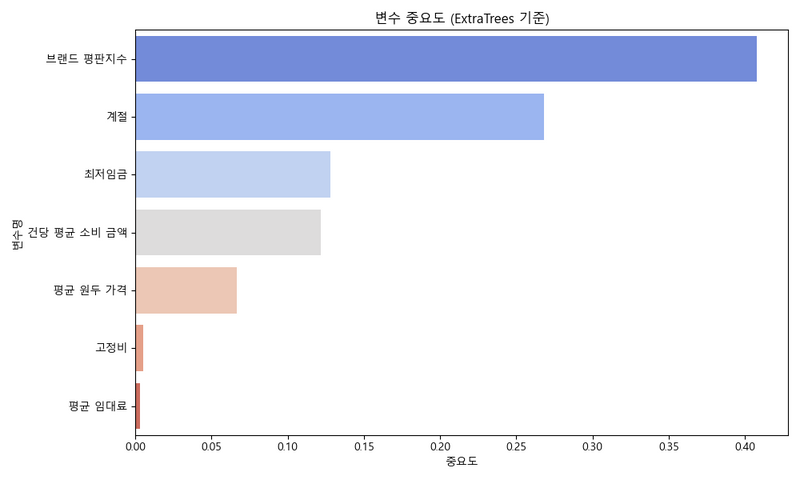 변수 중요도 (ExtraTrees 기준)
변수명
브랜드 평판지수
계절
최저임금
건당 평균 소비 금액
평균 원두 가격
고정비
평균 임대료
0.00 0.05 0.10 0.15 0.20 0.25 0.30 0.35 0.40
중요도